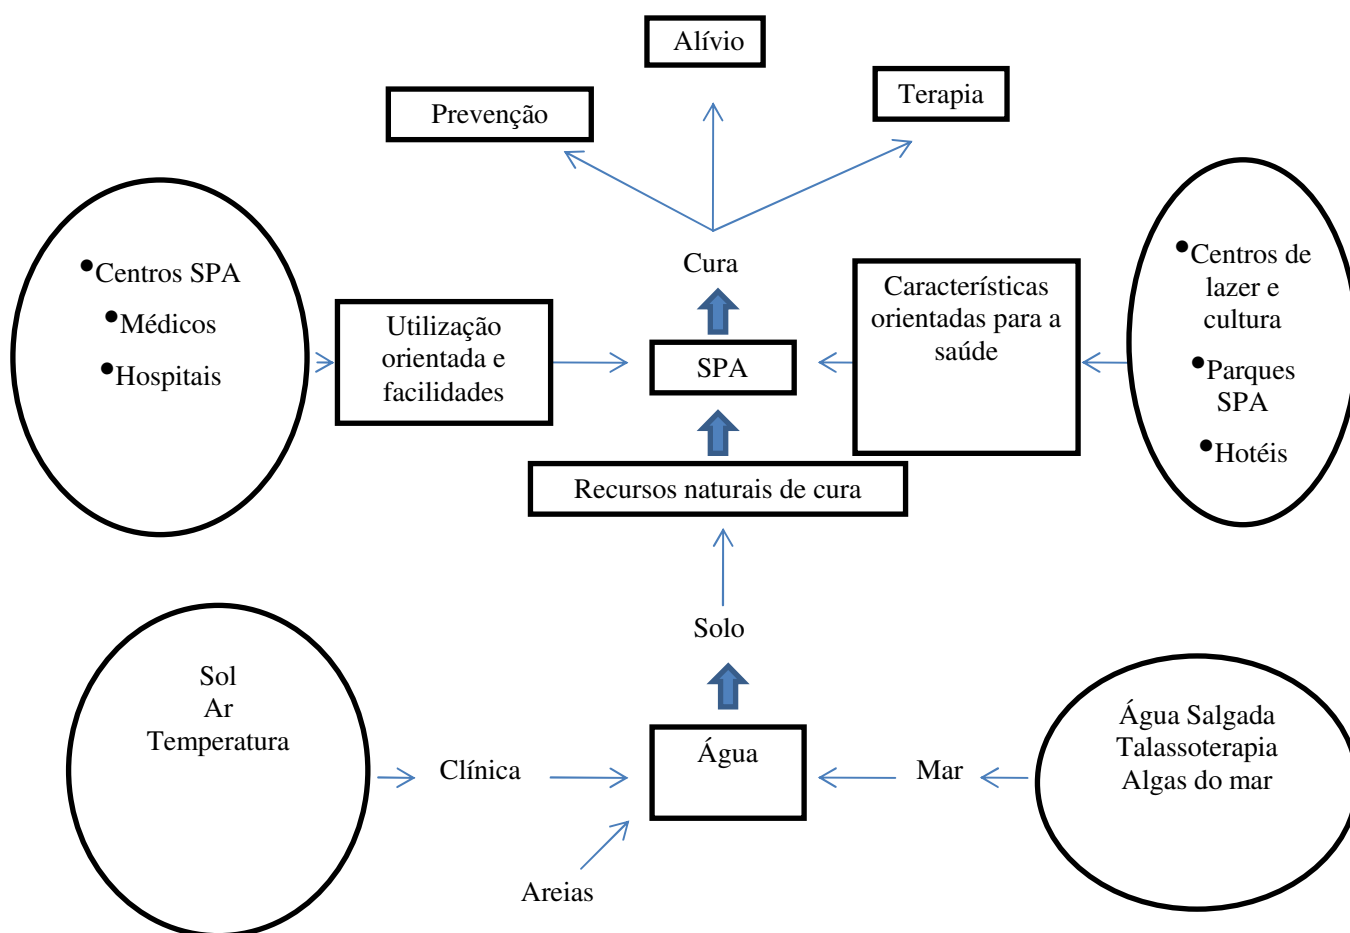 Alívio
Prevenção
Terapia
Cura
•Centros SPA
•Médicos
•Hospitais
Utilização
orientada e
facilidades
SPA
Características
orientadas para a
saúde
•Centros de
lazer e
cultura
•Parques
SPA
•Hotéis
Recursos naturais de cura
Solo
Sol
Ar
Temperatura
Clínica
Água
Mar
Água Salgada
Talassoterapia
Algas do mar
Areias